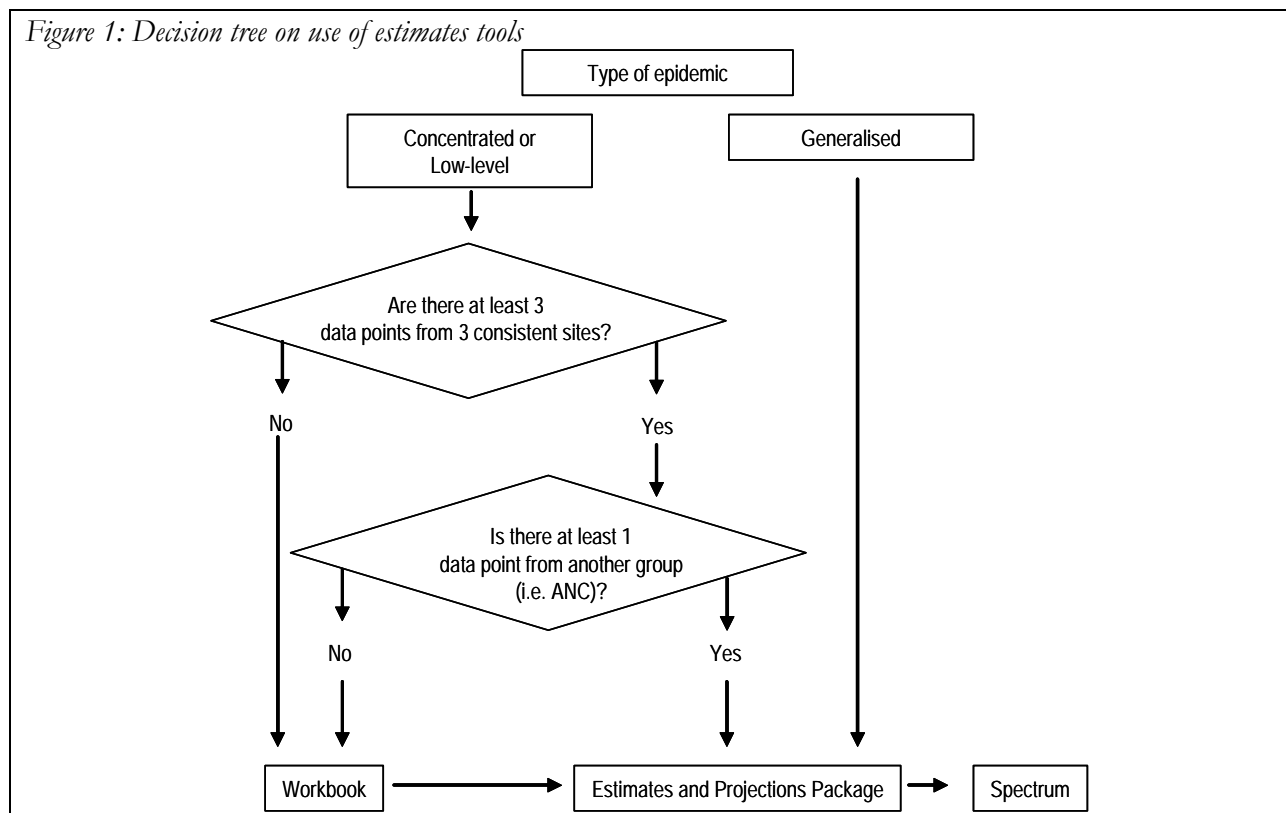 Figure 1: Decision tree on use of estimates tools
Type of epidemic
Concentrated or
Low-level
Generalised
Are there at least 3
data points from 3 consistent sites?
No
Yes
Is there at least 1
data point from another group
(i.e. ANC)?
No
Yes
Workbook
Estimates and Projections Package
Spectrum